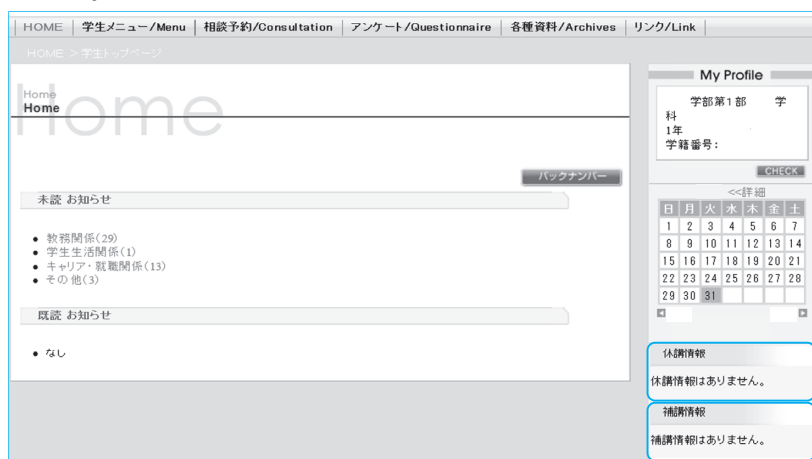 HOME 学生メニュー/Menu 相談予約/Consultation アンケート/Questionnaire 各種資料/Archives リンク/Link
HOME > 学生トップページ
Home
Home
Home
バックナンバー
未読 お知らせ
● 教務関係(29)
● 学生生活関係(1)
● キャリア・就職関係(13)
● その他(3)
既読 お知らせ
● なし
My Profile
学部第1部 学
科
1年
学籍番号:
CHECK
<<詳細
日 月 火 水 木 金 土
1 2 3 4 5 6 7
8 9 10 11 12 13 14
15 16 17 18 19 20 21
22 23 24 25 26 27 28
29 30 31
休講情報
休講情報はありません。
補講情報
補講情報はありません。